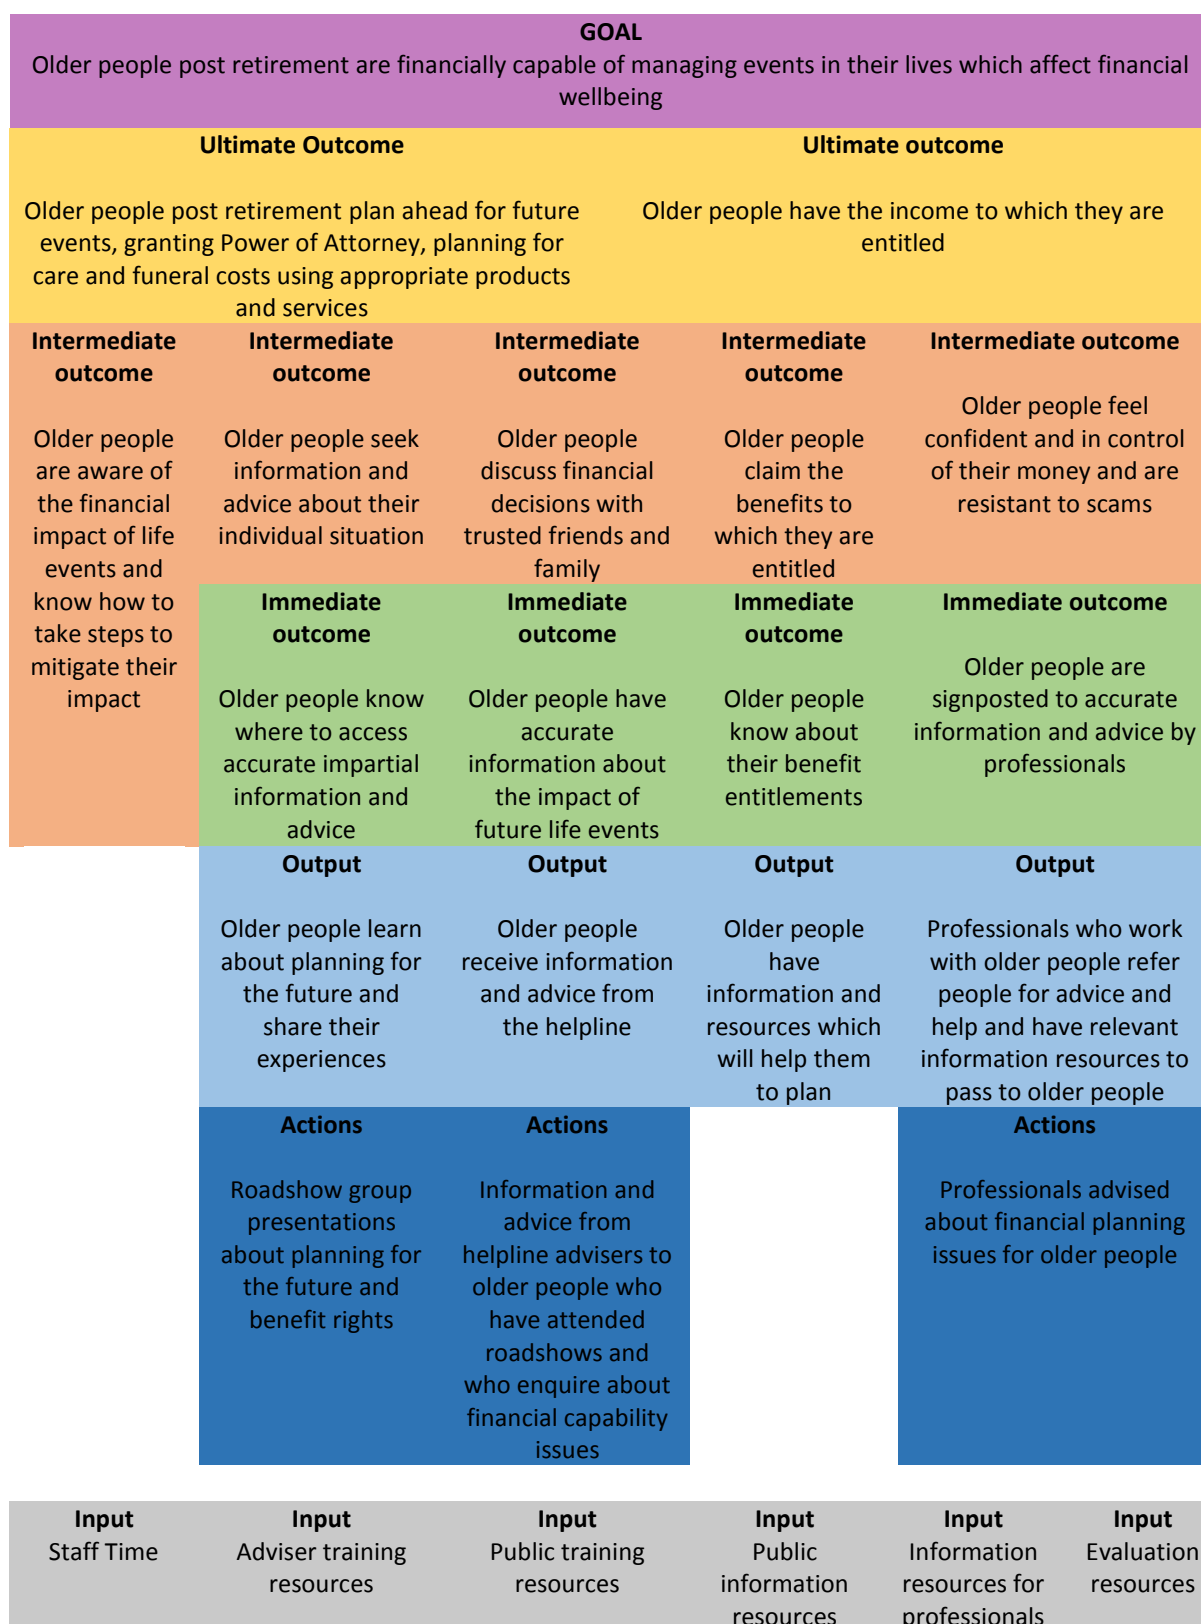 GOAL
Older people post retirement are financially capable of managing events in their lives which affect financial
wellbeing
Ultimate Outcome
Older people post retirement plan ahead for future
events, granting Power of Attorney, planning for
care and funeral costs using appropriate products
and services
Ultimate outcome
Older people have the income to which they are
entitled
Intermediate
outcome
Older people
are aware of
the financial
impact of life
events and
know how to
take steps to
mitigate their
impact
Intermediate
outcome
Older people seek
information and
advice about their
individual situation
Intermediate
outcome
Older people
discuss financial
decisions with
trusted friends and
family
Intermediate
outcome
Older people
claim the
benefits to
which they are
entitled
Intermediate outcome
Older people feel
confident and in control
of their money and are
resistant to scams
Immediate
outcome
Older people know
where to access
accurate impartial
information and
advice
Immediate
outcome
Older people have
accurate
information about
the impact of
future life events
Immediate
outcome
Older people
know about
their benefit
entitlements
Immediate outcome
Older people are
signposted to accurate
information and advice by
professionals
Output
Older people learn
about planning for
the future and
share their
experiences
Output
Older people
receive information
and advice from
the helpline
Output
Older people
have
information and
resources which
will help them
to plan
Output
Professionals who work
with older people refer
people for advice and
help and have relevant
information resources to
pass to older people
Actions
Roadshow group
presentations
about planning for
the future and
benefit rights
Actions
Information and
advice from
helpline advisers to
older people who
have attended
roadshows and
who enquire about
financial capability
issues
Actions
Professionals advised
about financial planning
issues for older people
Input
Staff Time
Input
Adviser training
resources
Input
Public training
resources
Input
Public
information
resources
Input
Information
resources for
professionals
Input
Evaluation
resources